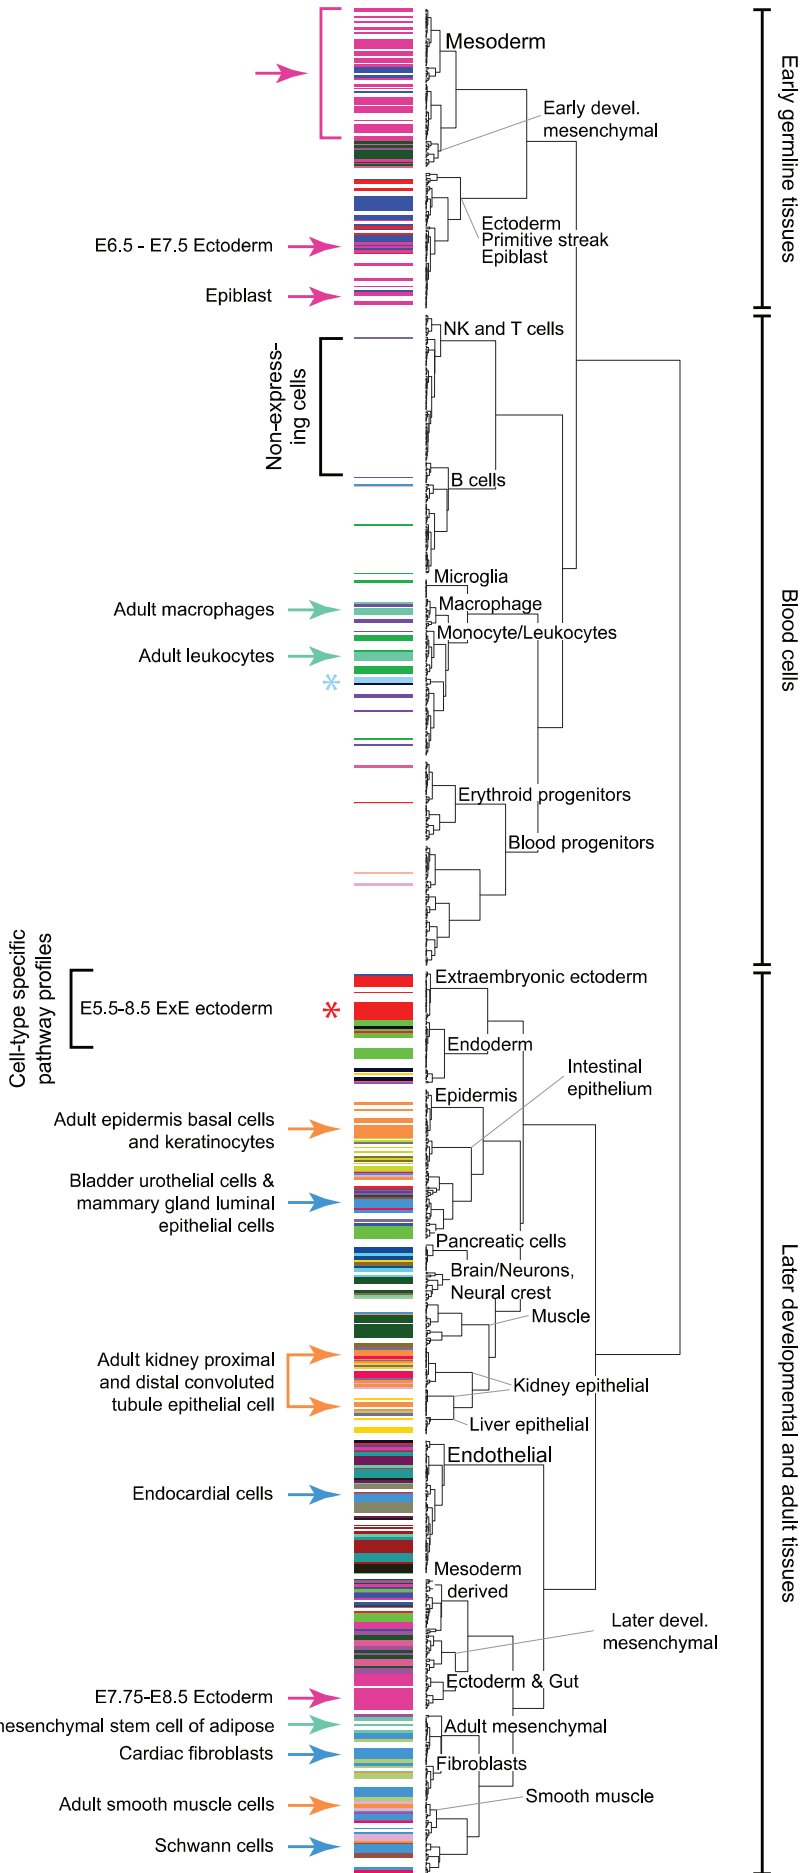 Mesoderm
Early devel.
mesenchymal
Early germline tissues
Ectoderm
Primitive streak
Epiblast
E6.5 - E7.5 Ectoderm
Epiblast
NK and T cells
Non-express-
ing cells
B cells
Microglia
Macrophage
Adult macrophages
Monocyte/Leukocytes
Adult leukocytes
*
Blood cells
Erythroid progenitors
Blood progenitors
Cell-type specific
pathway profiles
E5.5-8.5 ExE ectoderm
*
Extraembryonic ectoderm
Endoderm
Intestinal
epithelium
Epidermis
Adult epidermis basal cells
and keratinocytes
Bladder urothelial cells &
mammary gland luminal
epithelial cells
Pancreatic cells
Brain/Neurons,
Neural crest
Muscle
Adult kidney proximal
and distal convoluted
tubule epithelial cell
Kidney epithelial
Liver epithelial
Later developmental and adult tissues
Endothelial
Endocardial cells
Mesoderm
derived
Later devel.
mesenchymal
Ectoderm & Gut
E7.75-E8.5 Ectoderm
mesenchymal stem cell of adipose
Adult mesenchymal
Cardiac fibroblasts
Fibroblasts
Smooth muscle
Adult smooth muscle cells
Schwann cells